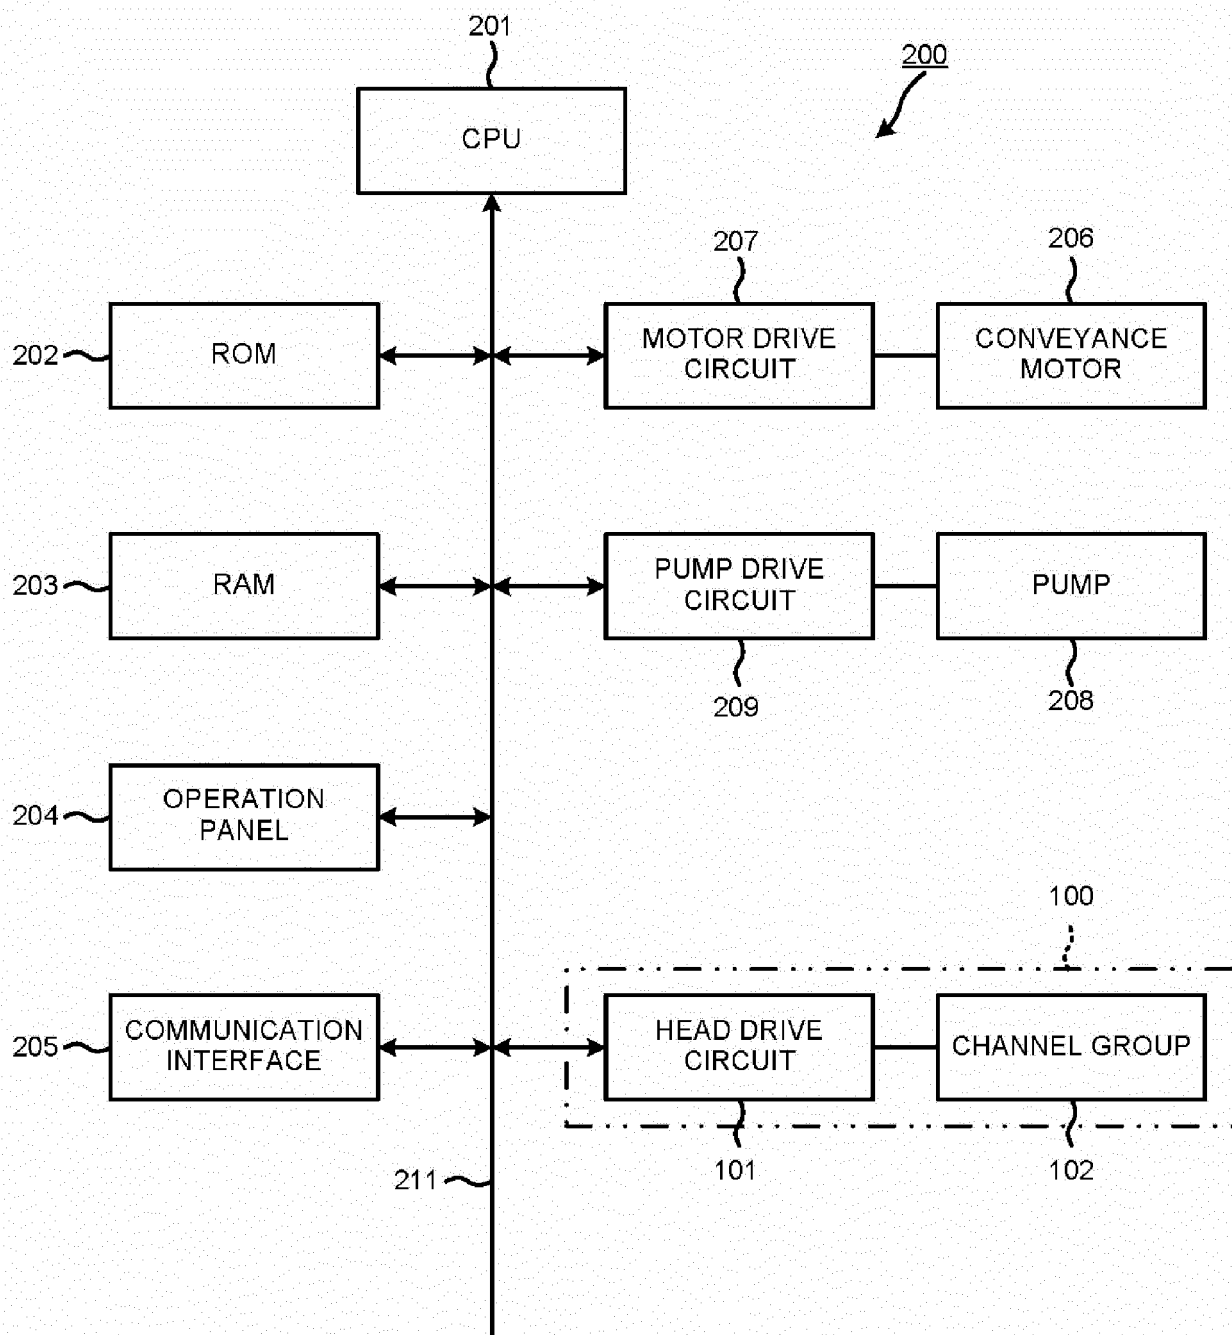 201
200
CPU
207
206
202
ROM
MOTOR DRIVE
CIRCUIT
CONVEYANCE
MOTOR
203
RAM
PUMP DRIVE
CIRCUIT
PUMP
209
208
204
OPERATION
PANEL
100
205
COMMUNICATION
INTERFACE
HEAD DRIVE
CIRCUIT
CHANNEL GROUP
211
101
102